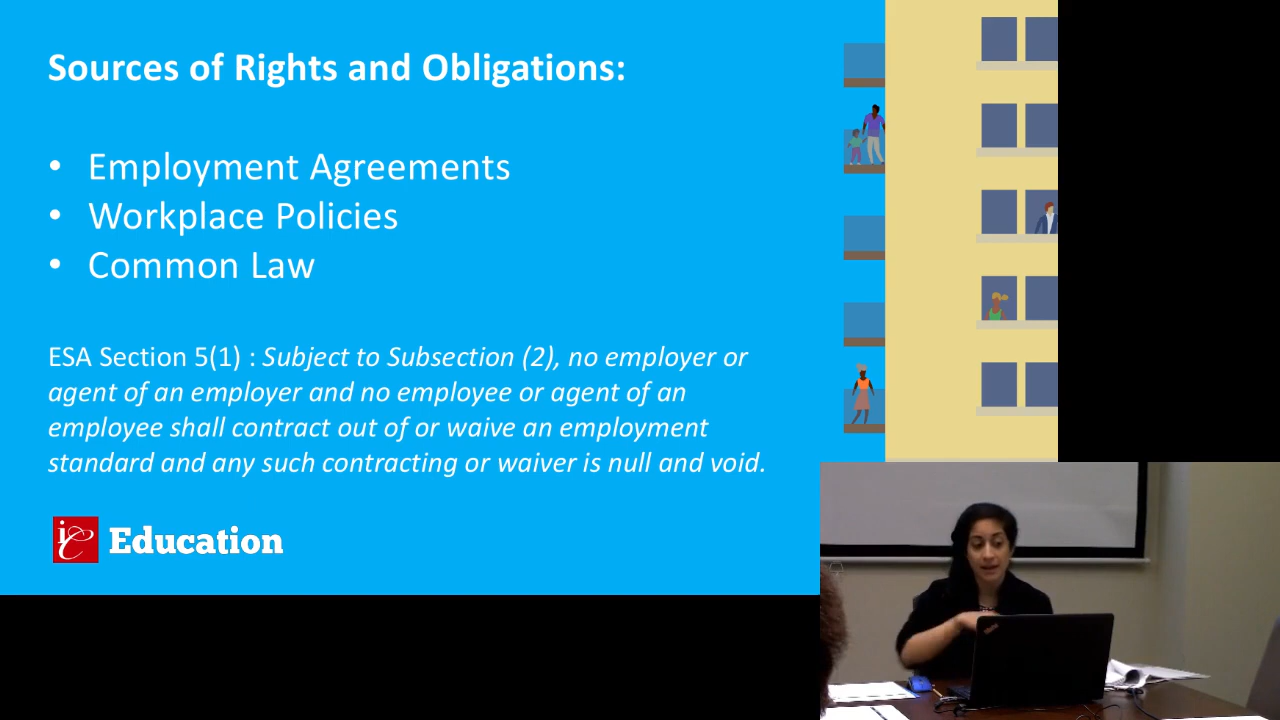 Sources of Rights and Obligations:
• Employment Agreements
• Workplace Policies
• Common Law
ESA Section 5(1) : Subject to Subsection (2), no employer or
agent of an employer and no employee or agent of an
employee shall contract out of or waive an employment
standard and any such contracting or waiver is null and void.
ic Education